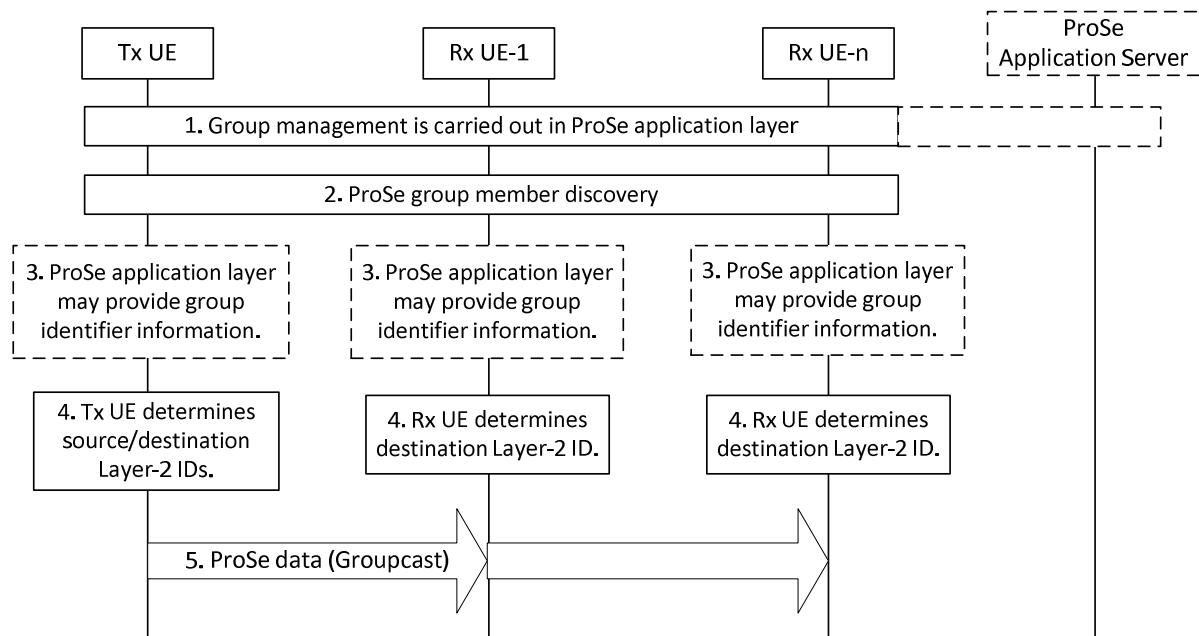 Tx UE
Rx UE-1
Rx UE-n
ProSe
Application Server
1. Group management is carried out in ProSe application layer
2. ProSe group member discovery
3. ProSe application layer
may provide group
identifier information.
3. ProSe application layer
may provide group
identifier information.
3. ProSe application layer
may provide group
identifier information.
4. Tx UE determines
source/destination
Layer-2 IDs.
4. Rx UE determines
destination Layer-2 ID.
4. Rx UE determines
destination Layer-2 ID.
5. ProSe data (Groupcast)